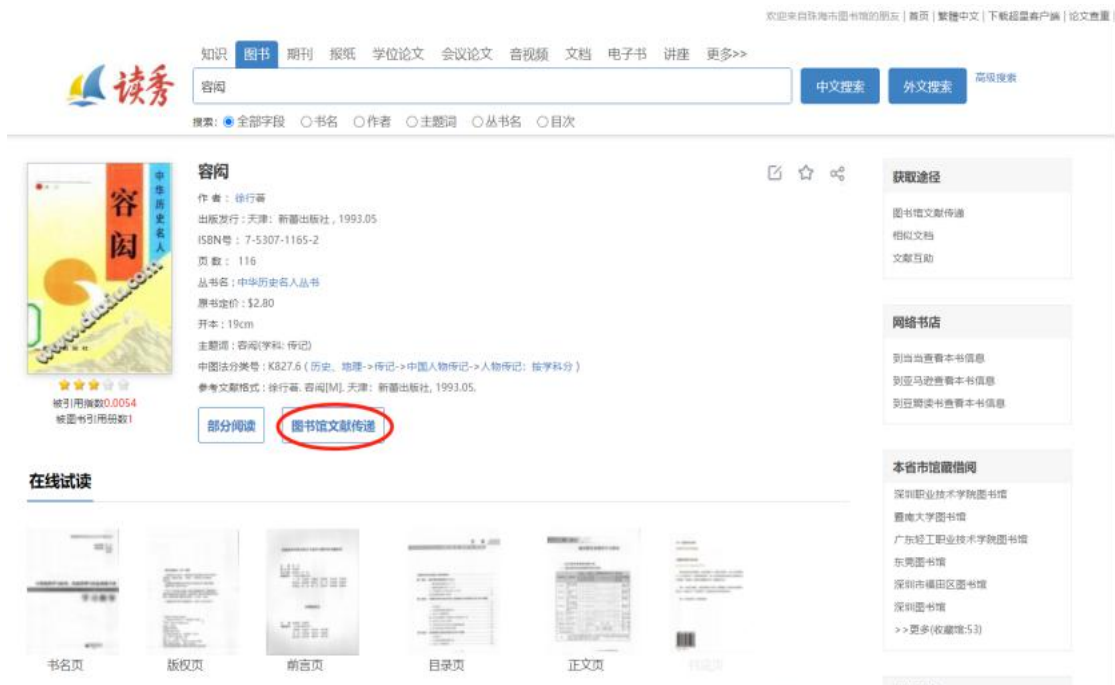 欢迎来自珠海市图书馆的朋友 | 首页 | 繁體中文 | 下载超星客户端 | 论文查重
知识 图书 期刊 报纸 学位论文 会议论文 音视频 文档 电子书 讲座 更多>>
读秀
容闳
中文搜索 外文搜索 高级搜索
搜索: 全部字段 书名 作者 主题词 丛书名 目次
中华历史名人
容闳
www.duxiu.com
容闳
作 者 : 徐行著
出版发行 : 天津: 新蕾出版社 , 1993.05
ISBN号 : 7-5307-1165-2
页 数 : 116
丛书名 : 中华历史名人丛书
原书定价 : $2.80
开本 : 19cm
主题词 : 容闳(学科: 传记)
中图法分类号 : K827.6 ( 历史、地理->传记->中国人物传记->人物传记: 按学科分 )
参考文献格式 : 徐行著. 容闳[M]. 天津: 新蕾出版社, 1993.05.
被引用指数0.0054
被图书引用册数1
部分阅读 图书馆文献传递
在线试读
书名页 版权页 前言页 目录页 正文页
获取途径
图书馆文献传递
相似文档
文献互助
网络书店
到当当查看本书信息
到亚马逊查看本书信息
到豆瓣读书查看本书信息
本省市馆藏借阅
深圳职业技术学院图书馆
暨南大学图书馆
广东轻工职业技术学院图书馆
东莞图书馆
深圳市福田区图书馆
深圳图书馆
>>更多(收藏馆:53)